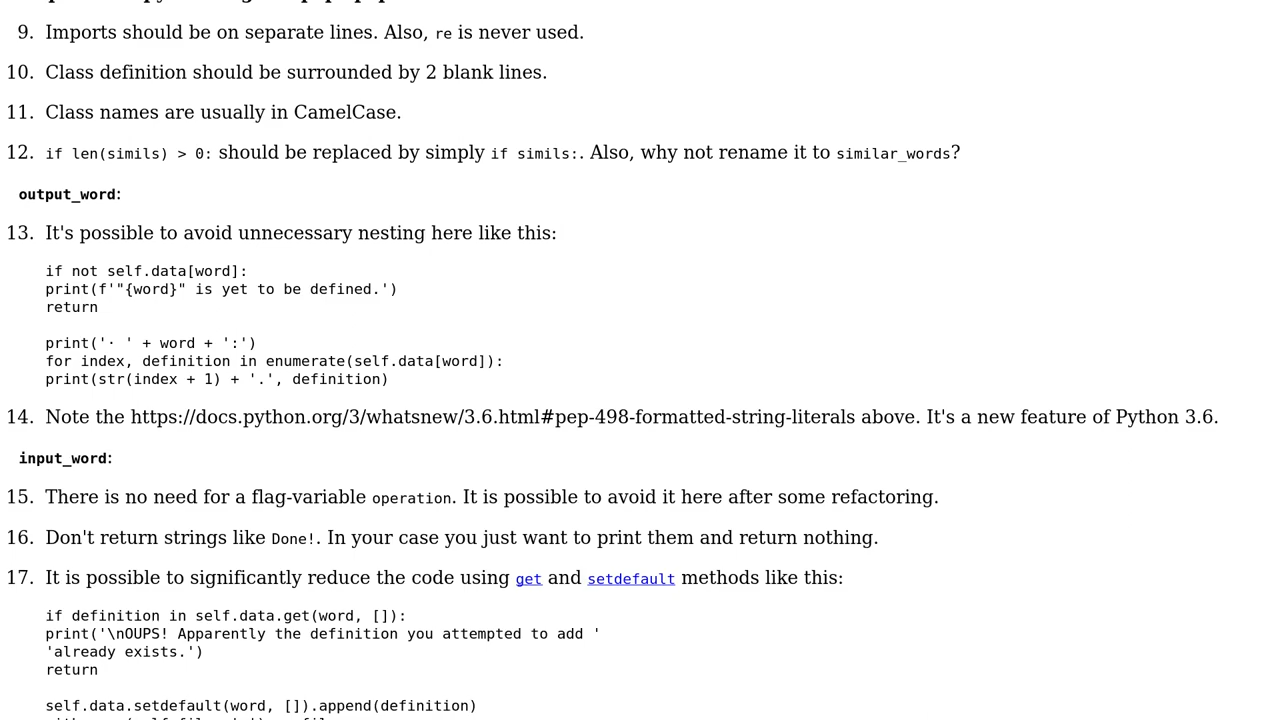 9. Imports should be on separate lines. Also, re is never used.
10. Class definition should be surrounded by 2 blank lines.
11. Class names are usually in CamelCase.
12. if len(simils) > 0: should be replaced by simply if simils:. Also, why not rename it to similar_words?
output_word:
13. It's possible to avoid unnecessary nesting here like this:
if not self.data[word]:
print(f'"{word}" is yet to be defined.')
return
print('· ' + word + ':')
for index, definition in enumerate(self.data[word]):
print(str(index + 1) + '.', definition)
14. Note the https://docs.python.org/3/whatsnew/3.6.html#pep-498-formatted-string-literals above. It's a new feature of Python 3.6.
input_word:
15. There is no need for a flag-variable operation. It is possible to avoid it here after some refactoring.
16. Don't return strings like Done!. In your case you just want to print them and return nothing.
17. It is possible to significantly reduce the code using get and setdefault methods like this:
if definition in self.data.get(word, []):
print('\nOUPS! Apparently the definition you attempted to add '
'already exists.')
return
self.data.setdefault(word, []).append(definition)